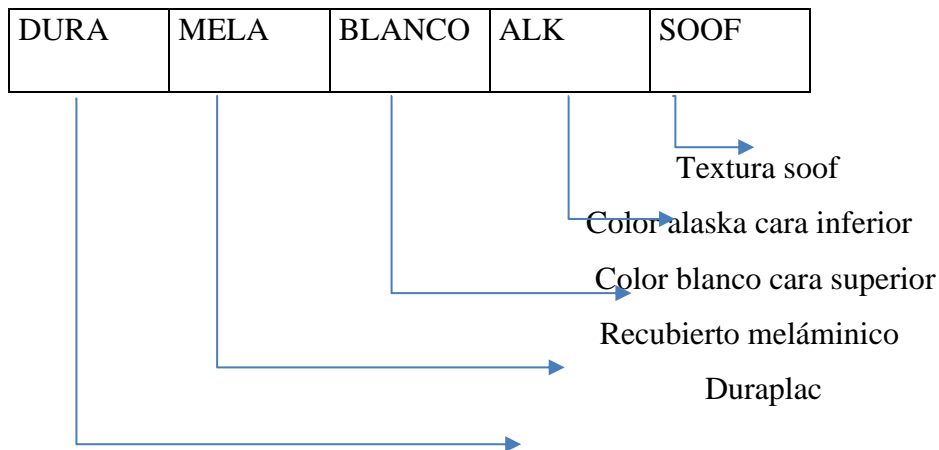 DURA MELA BLANCO ALK SOOF
Textura soof
Color alaska cara inferior
Color blanco cara superior
Recubierto meláminico
Duraplac